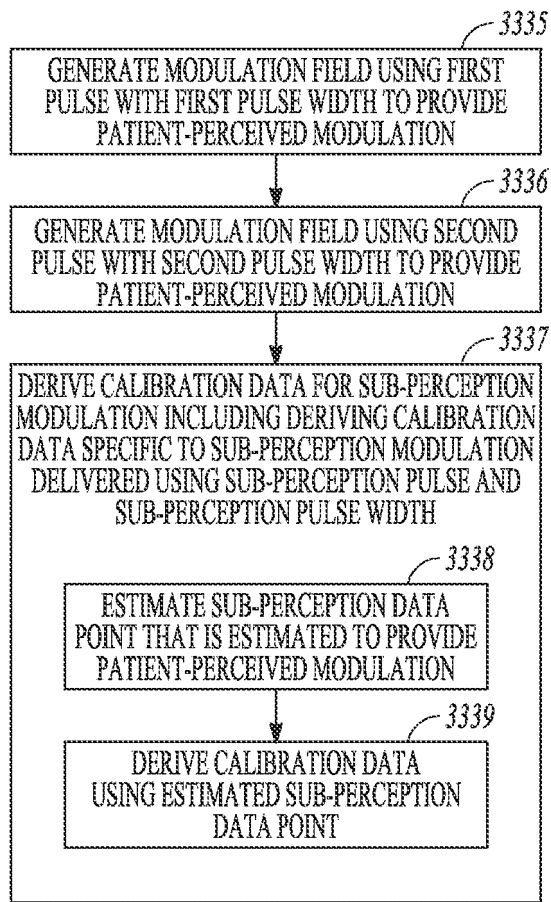 3335
GENERATE MODULATION FIELD USING FIRST
PULSE WITH FIRST PULSE WIDTH TO PROVIDE
PATIENT-PERCEIVED MODULATION
3336
GENERATE MODULATION FIELD USING SECOND
PULSE WITH SECOND PULSE WIDTH TO PROVIDE
PATIENT-PERCEIVED MODULATION
3337
DERIVE CALIBRATION DATA FOR SUB-PERCEPTION
MODULATION INCLUDING DERIVING CALIBRATION
DATA SPECIFIC TO SUB-PERCEPTION MODULATION
DELIVERED USING SUB-PERCEPTION PULSE AND
SUB-PERCEPTION PULSE WIDTH
3338
ESTIMATE SUB-PERCEPTION DATA
POINT THAT IS ESTIMATED TO PROVIDE
PATIENT-PERCEIVED MODULATION
3339
DERIVE CALIBRATION DATA
USING ESTIMATED SUB-PERCEPTION
DATA POINT